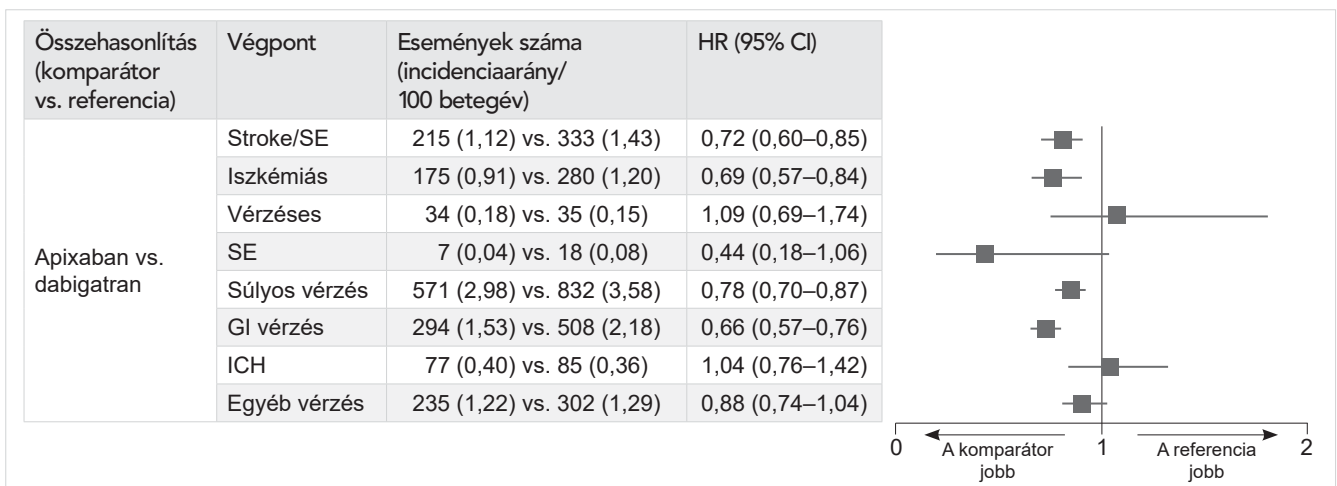 Összehasonlítás
(komparátor
vs. referencia)
Végpont
Események száma
(incidenciaarány/
100 betegév)
HR (95% CI)
Apixaban vs.
dabigatran
Stroke/SE 215 (1,12) vs. 333 (1,43) 0,72 (0,60–0,85)
Iszkémiás 175 (0,91) vs. 280 (1,20) 0,69 (0,57–0,84)
Vérzéses 34 (0,18) vs. 35 (0,15) 1,09 (0,69–1,74)
SE 7 (0,04) vs. 18 (0,08) 0,44 (0,18–1,06)
Súlyos vérzés 571 (2,98) vs. 832 (3,58) 0,78 (0,70–0,87)
GI vérzés 294 (1,53) vs. 508 (2,18) 0,66 (0,57–0,76)
ICH 77 (0,40) vs. 85 (0,36) 1,04 (0,76–1,42)
Egyéb vérzés 235 (1,22) vs. 302 (1,29) 0,88 (0,74–1,04)
0 1 2
A komparátor
jobb
A referencia
jobb